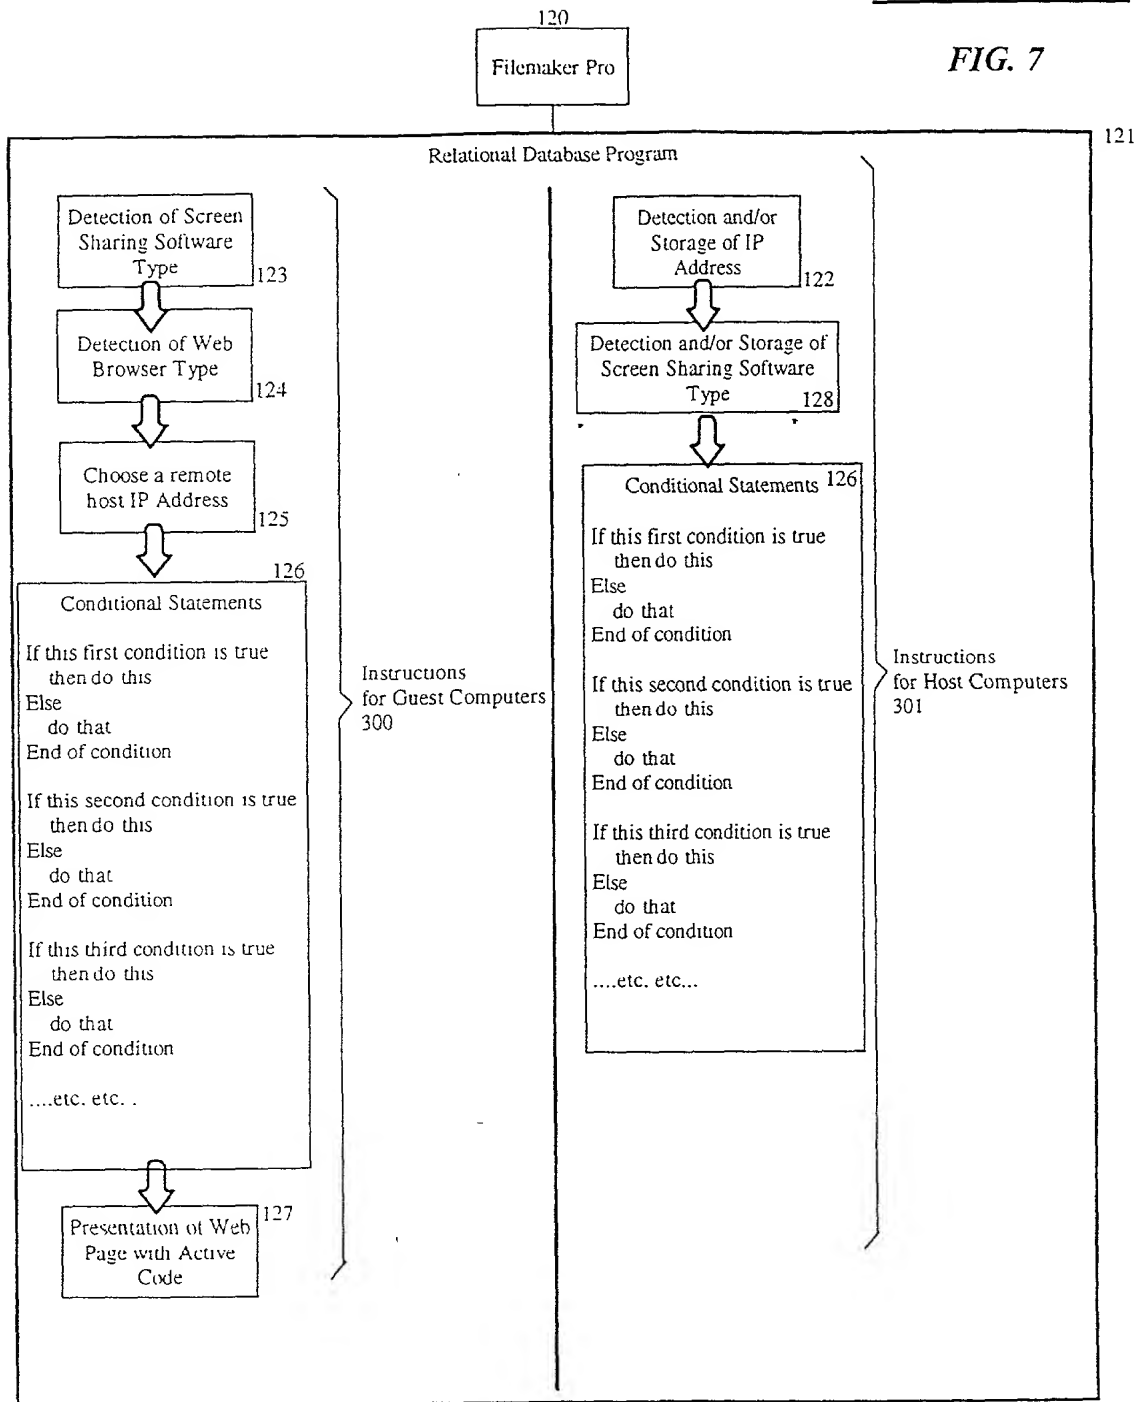 120
Filemaker Pro
FIG. 7
121
Relational Database Program
Detection of Screen
Sharing Software
Type
123
Detection of Web
Browser Type
124
Choose a remote
host IP Address
125
126
Conditional Statements
If this first condition is true
then do this
Else
do that
End of condition
If this second condition is true
then do this
Else
do that
End of condition
If this third condition is true
then do this
Else
do that
End of condition
....etc. etc. .
Presentation of Web
Page with Active
Code
127
Instructions
for Guest Computers
300
Detection and/or
Storage of IP
Address
122
Detection and/or Storage of
Screen Sharing Software
Type
128
Conditional Statements
126
If this first condition is true
then do this
Else
do that
End of condition
If this second condition is true
then do this
Else
do that
End of condition
If this third condition is true
then do this
Else
do that
End of condition
....etc. etc...
Instructions
for Host Computers
301